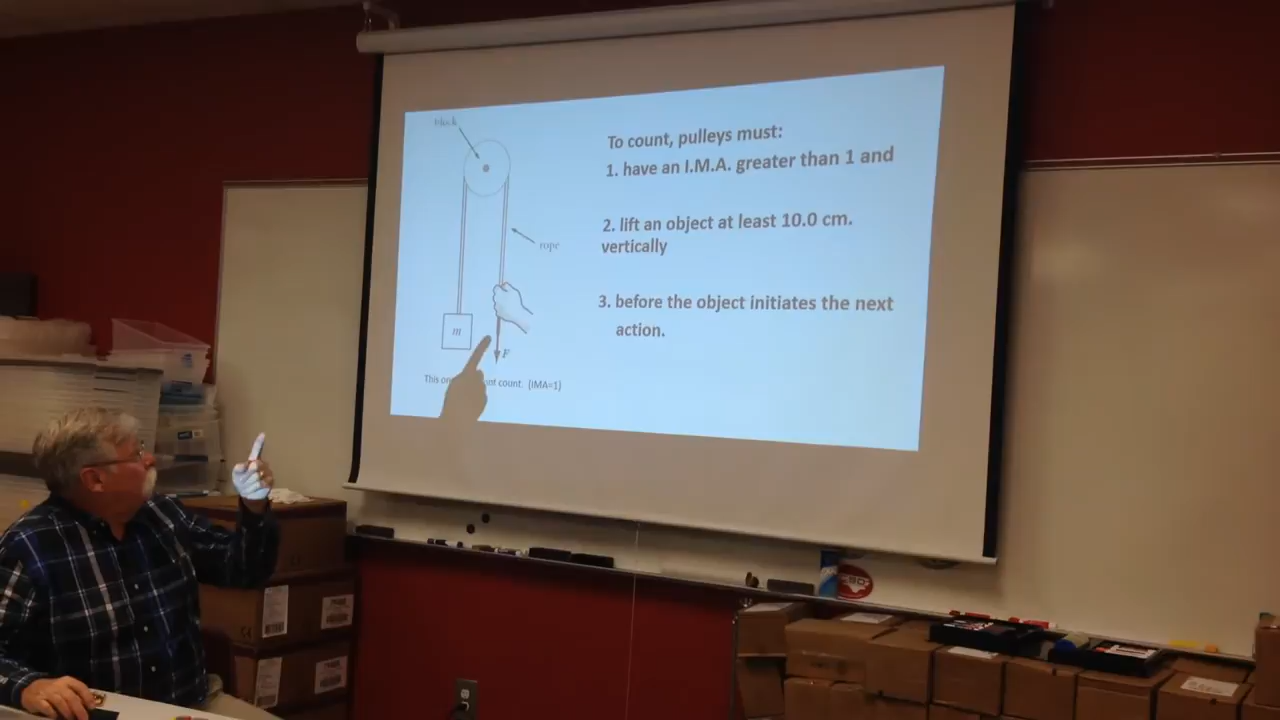 block
To count, pulleys must:
1. have an I.M.A. greater than 1 and
2. lift an object at least 10.0 cm.
vertically
rope
3. before the object initiates the next
action.
m
F
This count. (IMA=1)